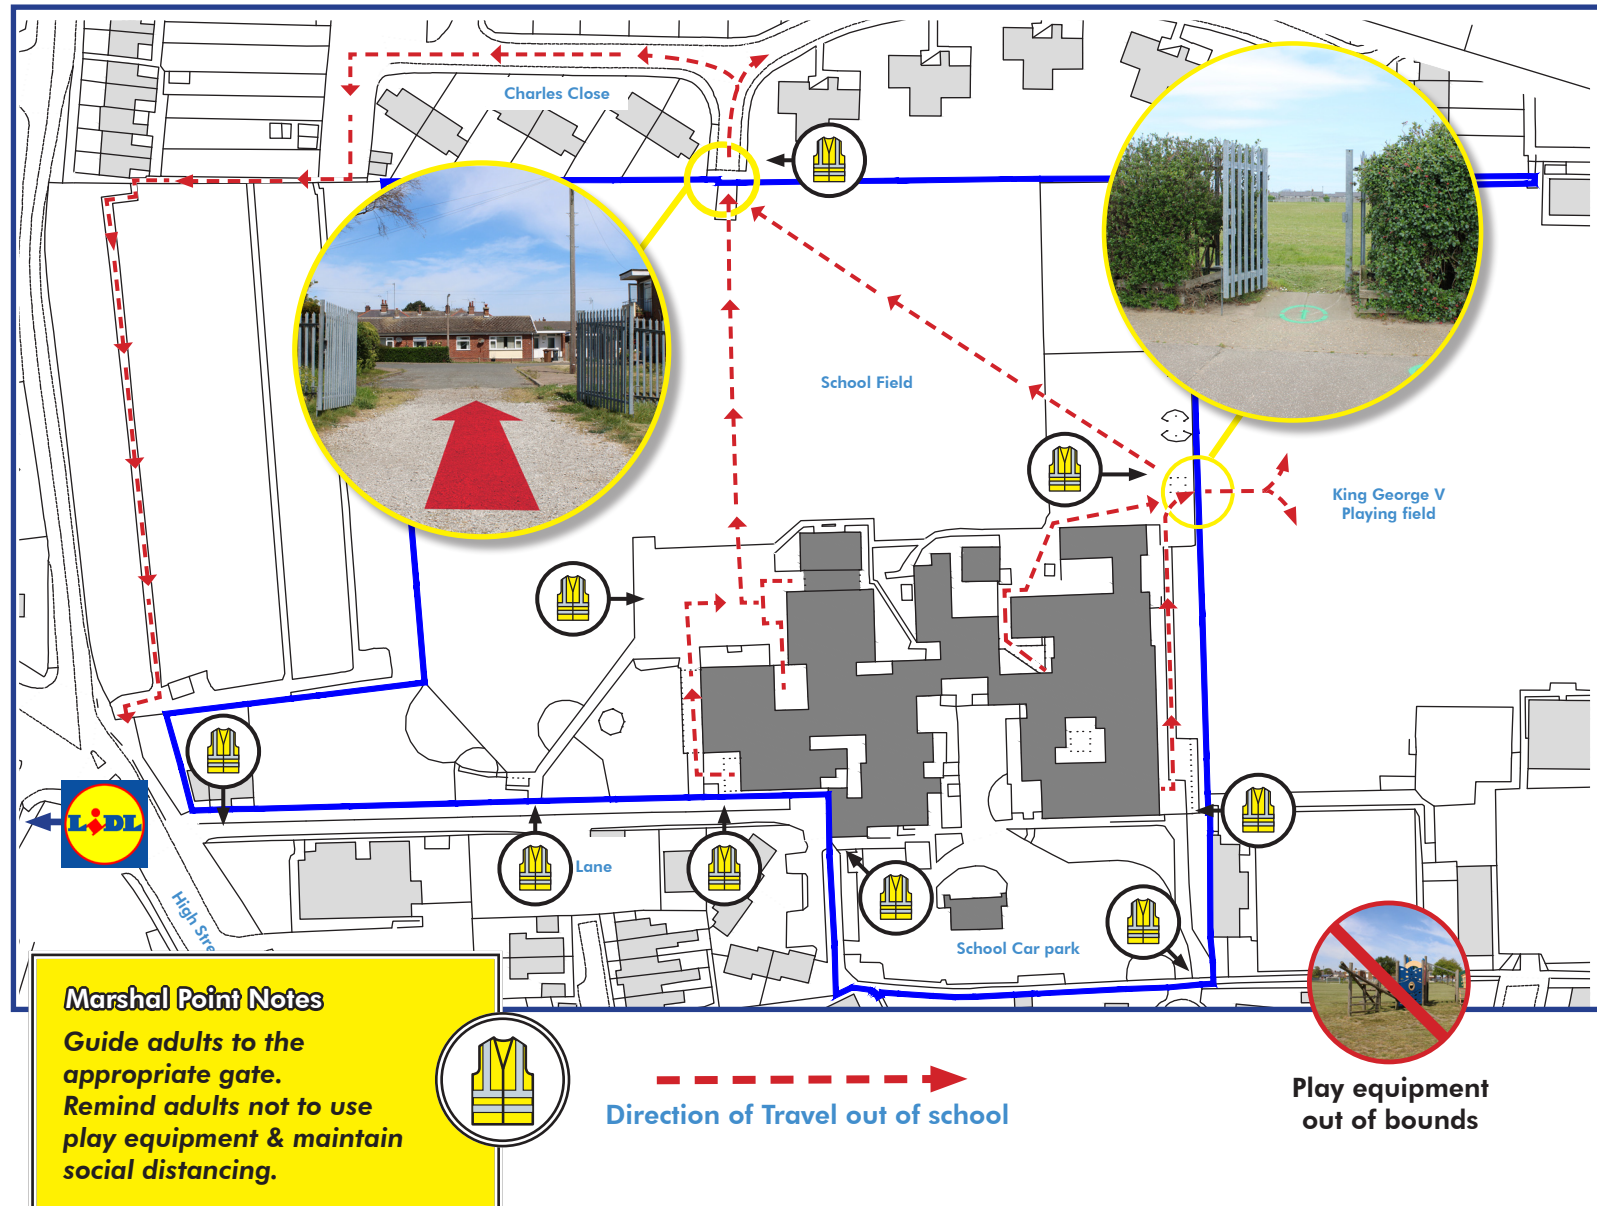 Charles Close
School Field
King George V
Playing field
Lane
LIDL
High Stre
School Car park
Marshal Point Notes
Guide adults to the
appropriate gate.
Remind adults not to use
play equipment & maintain
social distancing.
Direction of Travel out of school
Play equipment
out of bounds